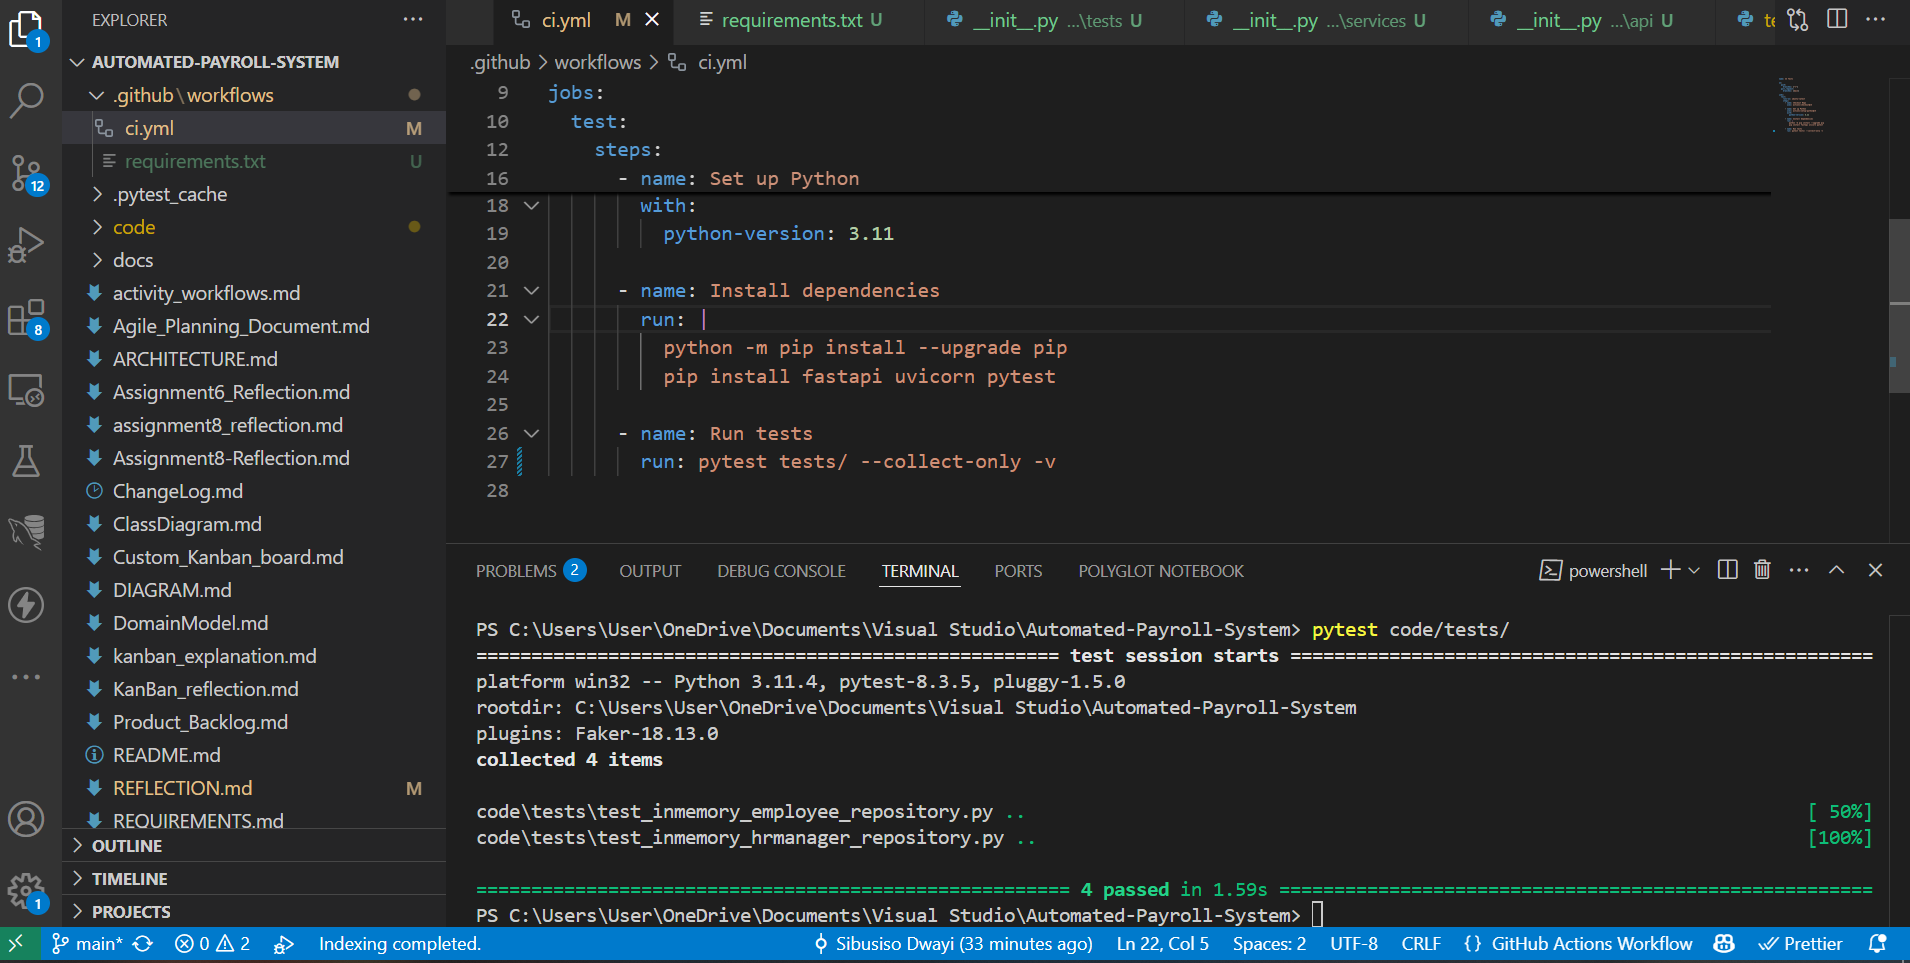 EXPLORER
AUTOMATED-PAYROLL-SYSTEM
.github\workflows
ci.yml M
requirements.txt U
.pytest_cache
code
docs
activity_workflows.md
Agile_Planning_Document.md
ARCHITECTURE.md
Assignment6_Reflection.md
assignment8_reflection.md
Assignment8-Reflection.md
ChangeLog.md
ClassDiagram.md
Custom_Kanban_board.md
DIAGRAM.md
DomainModel.md
kanban_explanation.md
KanBan_reflection.md
Product_Backlog.md
README.md
REFLECTION.md M
REQUIREMENTS.md
OUTLINE
TIMELINE
PROJECTS
1
12
8
1
ci.yml M
requirements.txt U
__init__.py ...\tests U
__init__.py ...\services U
__init__.py ...\api U
te
.github > workflows > ci.yml
9 jobs:
10 test:
12 steps:
16 - name: Set up Python
18 with:
19 python-version: 3.11
20
21 - name: Install dependencies
22 run: |
23 python -m pip install --upgrade pip
24 pip install fastapi uvicorn pytest
25
26 - name: Run tests
27 run: pytest tests/ --collect-only -v
28
PROBLEMS 2 OUTPUT DEBUG CONSOLE TERMINAL PORTS POLYGLOT NOTEBOOK
powershell
PS C:\Users\User\OneDrive\Documents\Visual Studio\Automated-Payroll-System> pytest code/tests/
===================================================== test session starts =====================================================
platform win32 -- Python 3.11.4, pytest-8.3.5, pluggy-1.5.0
rootdir: C:\Users\User\OneDrive\Documents\Visual Studio\Automated-Payroll-System
plugins: Faker-18.13.0
collected 4 items
code\tests\test_inmemory_employee_repository.py .. [ 50%]
code\tests\test_inmemory_hrmanager_repository.py .. [100%]
====================================================== 4 passed in 1.59s ======================================================
PS C:\Users\User\OneDrive\Documents\Visual Studio\Automated-Payroll-System>
main* 0 2 Indexing completed. Sibusiso Dwayi (33 minutes ago) Ln 22, Col 5 Spaces: 2 UTF-8 CRLF {} GitHub Actions Workflow Prettier